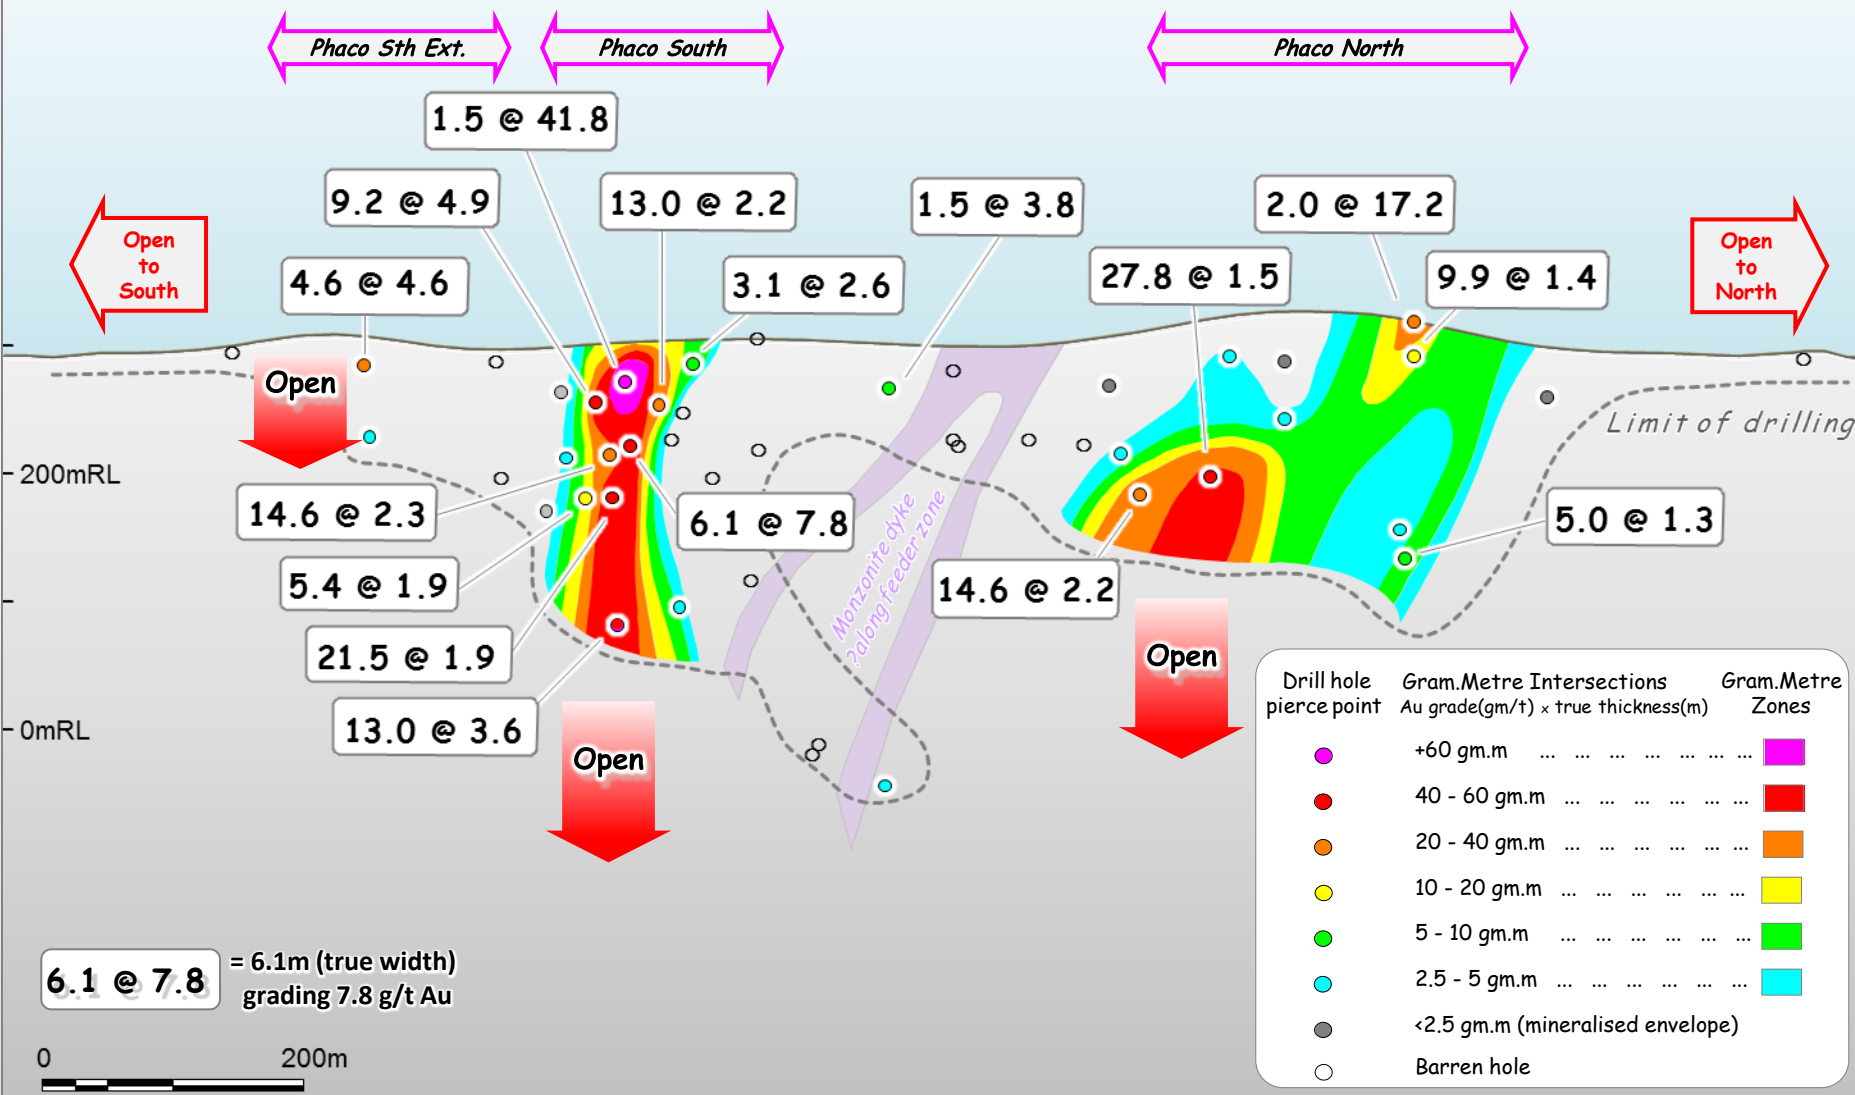 Phaco Sth Ext.
Phaco South
Phaco North
1.5 @ 41.8
9.2 @ 4.9
13.0 @ 2.2
1.5 @ 3.8
2.0 @ 17.2
Open
to
South
4.6 @ 4.6
3.1 @ 2.6
27.8 @ 1.5
9.9 @ 1.4
Open
to
North
Open
Limit of drilling
200mRL
14.6 @ 2.3
6.1 @ 7.8
5.0 @ 1.3
Monzonite dyke
?along feeder zone
5.4 @ 1.9
14.6 @ 2.2
21.5 @ 1.9
Open
13.0 @ 3.6
0mRL
Open
Drill hole
pierce point
Gram.Metre Intersections
Au grade(gm/t) x true thickness(m)
Gram.Metre
Zones
+60 gm.m ... ... ... ... ... ...
40 - 60 gm.m ... ... ... ... ... ...
20 - 40 gm.m ... ... ... ... ... ...
10 - 20 gm.m ... ... ... ... ... ...
5 - 10 gm.m ... ... ... ... ... ...
2.5 - 5 gm.m ... ... ... ... ... ...
<2.5 gm.m (mineralised envelope)
Barren hole
6.1 @ 7.8
= 6.1m (true width)
grading 7.8 g/t Au
0 200m